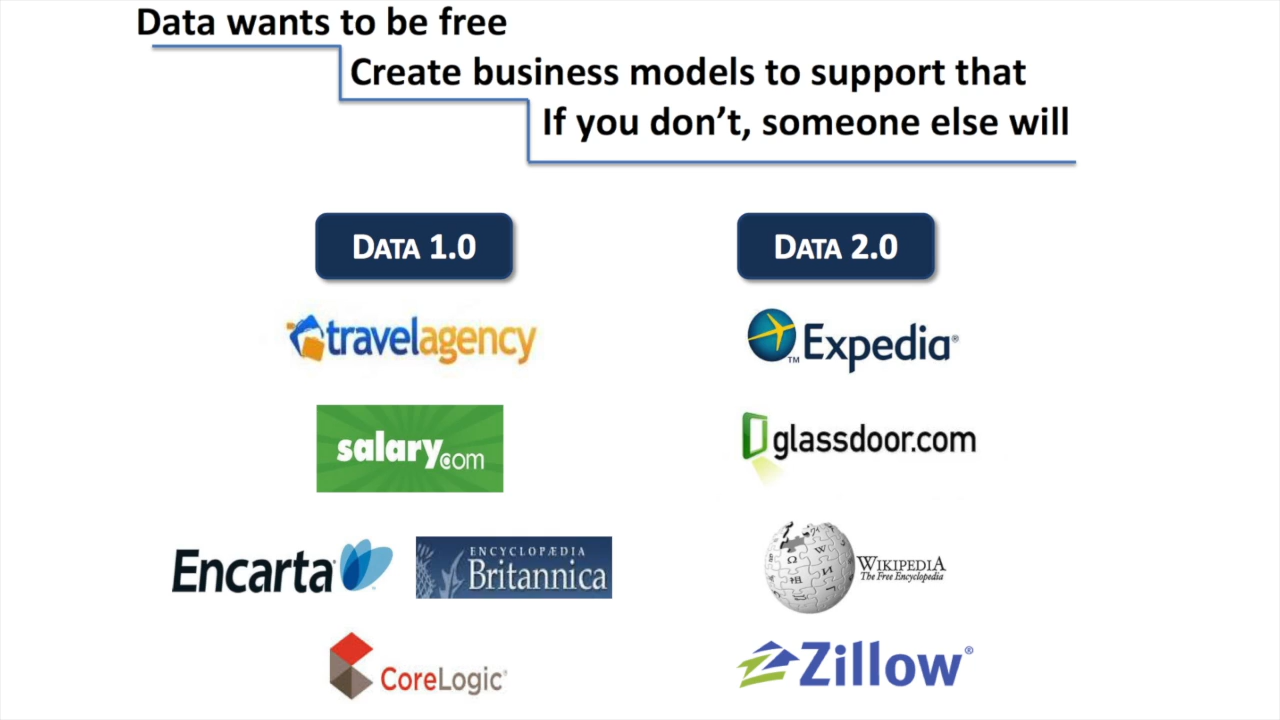 Data wants to be free
Create business models to support that
If you don't, someone else will
DATA 1.0
DATA 2.0
travelagency
Expedia®
TM
salary.com
glassdoor.com
Encarta
ENCYCLOPÆDIA
Britannica
WIKIPEDIA
The Free Encyclopedia
CoreLogic
Zillow®